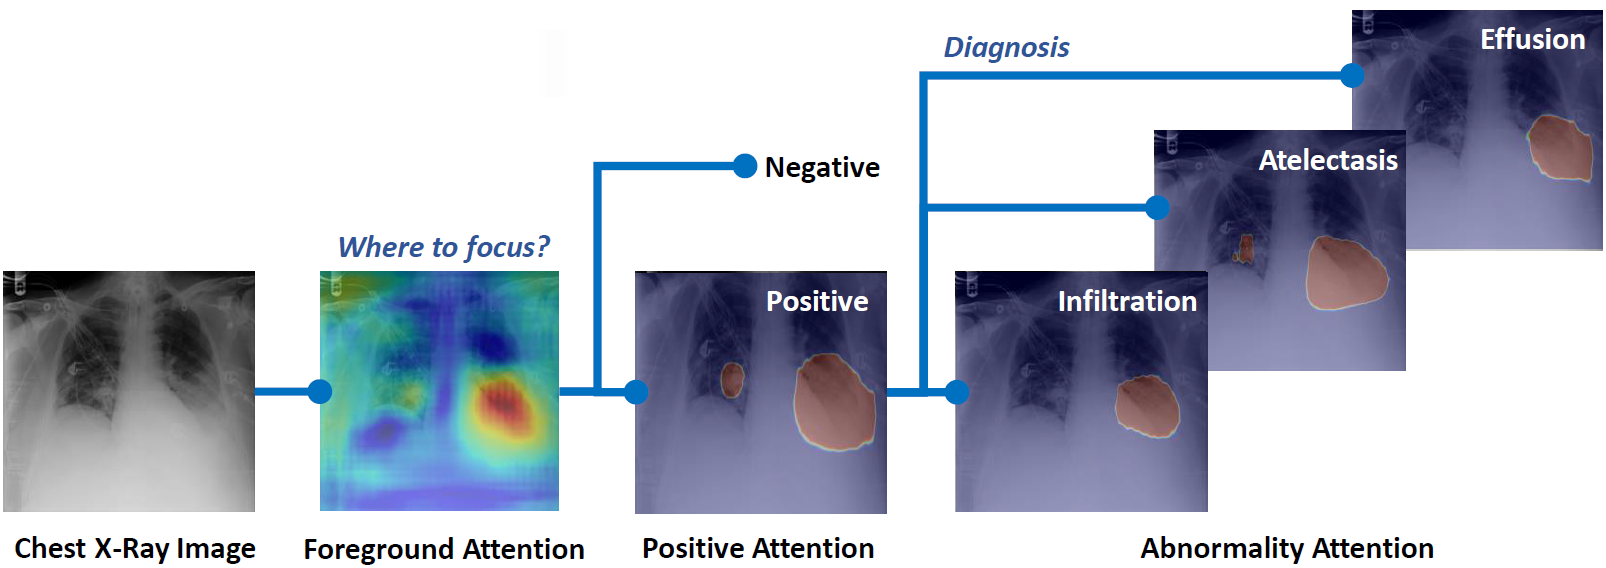 Diagnosis
Effusion
Atelectasis
Negative
Where to focus?
Positive
Infiltration
Chest X-Ray Image
Foreground Attention
Positive Attention
Abnormality Attention